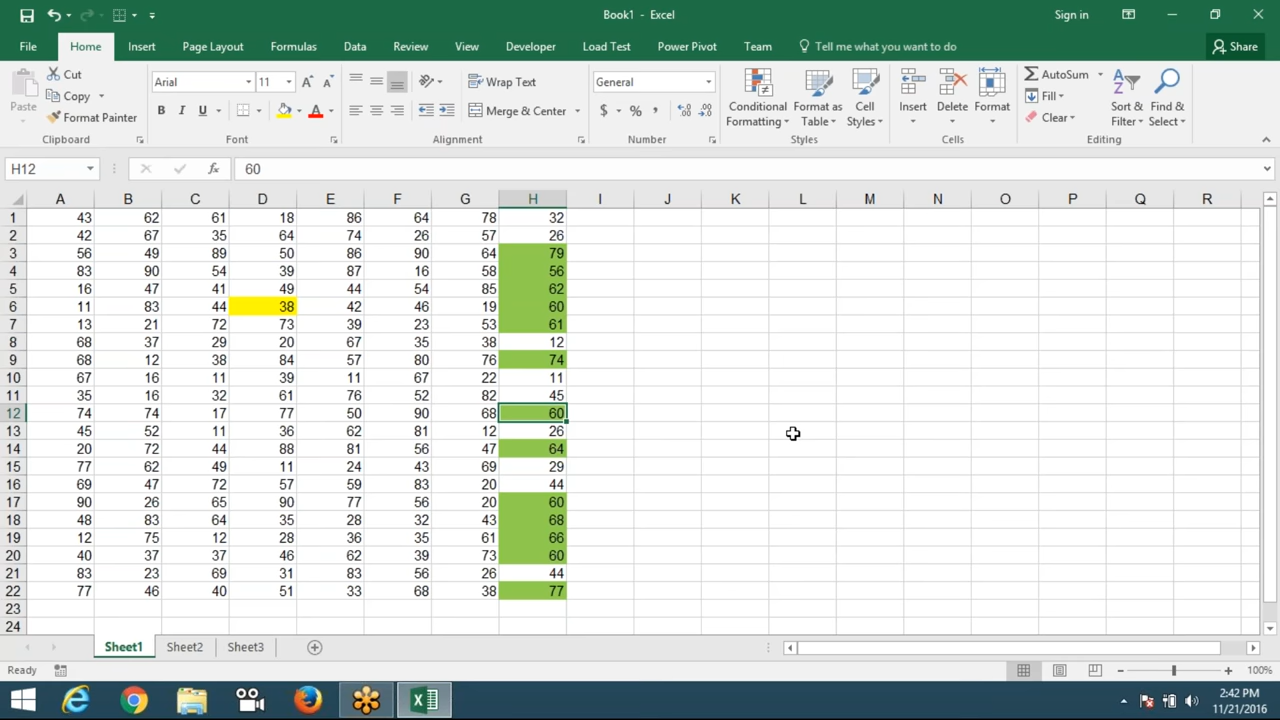 Book1 - Excel
Sign in
File Home Insert Page Layout Formulas Data Review View Developer Load Test Power Pivot Team Tell me what you want to do Share
Paste
Cut
Copy
Format Painter
Clipboard
Arial 11
B I U
A
Font
Wrap Text
Merge & Center
Alignment
General
$ % ,
Number
Conditional Formatting
Format as Table
Cell Styles
Styles
Insert
Delete
Format
Cells
AutoSum
Fill
Clear
Sort & Filter
Find & Select
Editing
H12 fx 60
A B C D E F G H I J K L M N O P Q R
1 43 62 61 18 86 64 78 32
2 42 67 35 64 74 26 57 26
3 56 49 89 50 86 90 64 79
4 83 90 54 39 87 16 58 56
5 16 47 41 49 44 54 85 62
6 11 83 44 38 42 46 19 60
7 13 21 72 73 39 23 53 61
8 68 37 29 20 67 35 38 12
9 68 12 38 84 57 80 76 74
10 67 16 11 39 11 67 22 11
11 35 16 32 61 76 52 82 45
12 74 74 17 77 50 90 68 60
13 45 52 11 36 62 81 12 26
14 20 72 44 88 81 56 47 64
15 77 62 49 11 24 43 69 29
16 69 47 72 57 59 83 20 44
17 90 26 65 90 77 56 20 60
18 48 83 64 35 28 32 43 68
19 12 75 12 28 36 35 61 66
20 40 37 37 46 62 39 73 60
21 83 23 69 31 83 56 26 44
22 77 46 40 51 33 68 38 77
23
24
Sheet1 Sheet2 Sheet3
Ready
100%
2:42 PM
11/21/2016